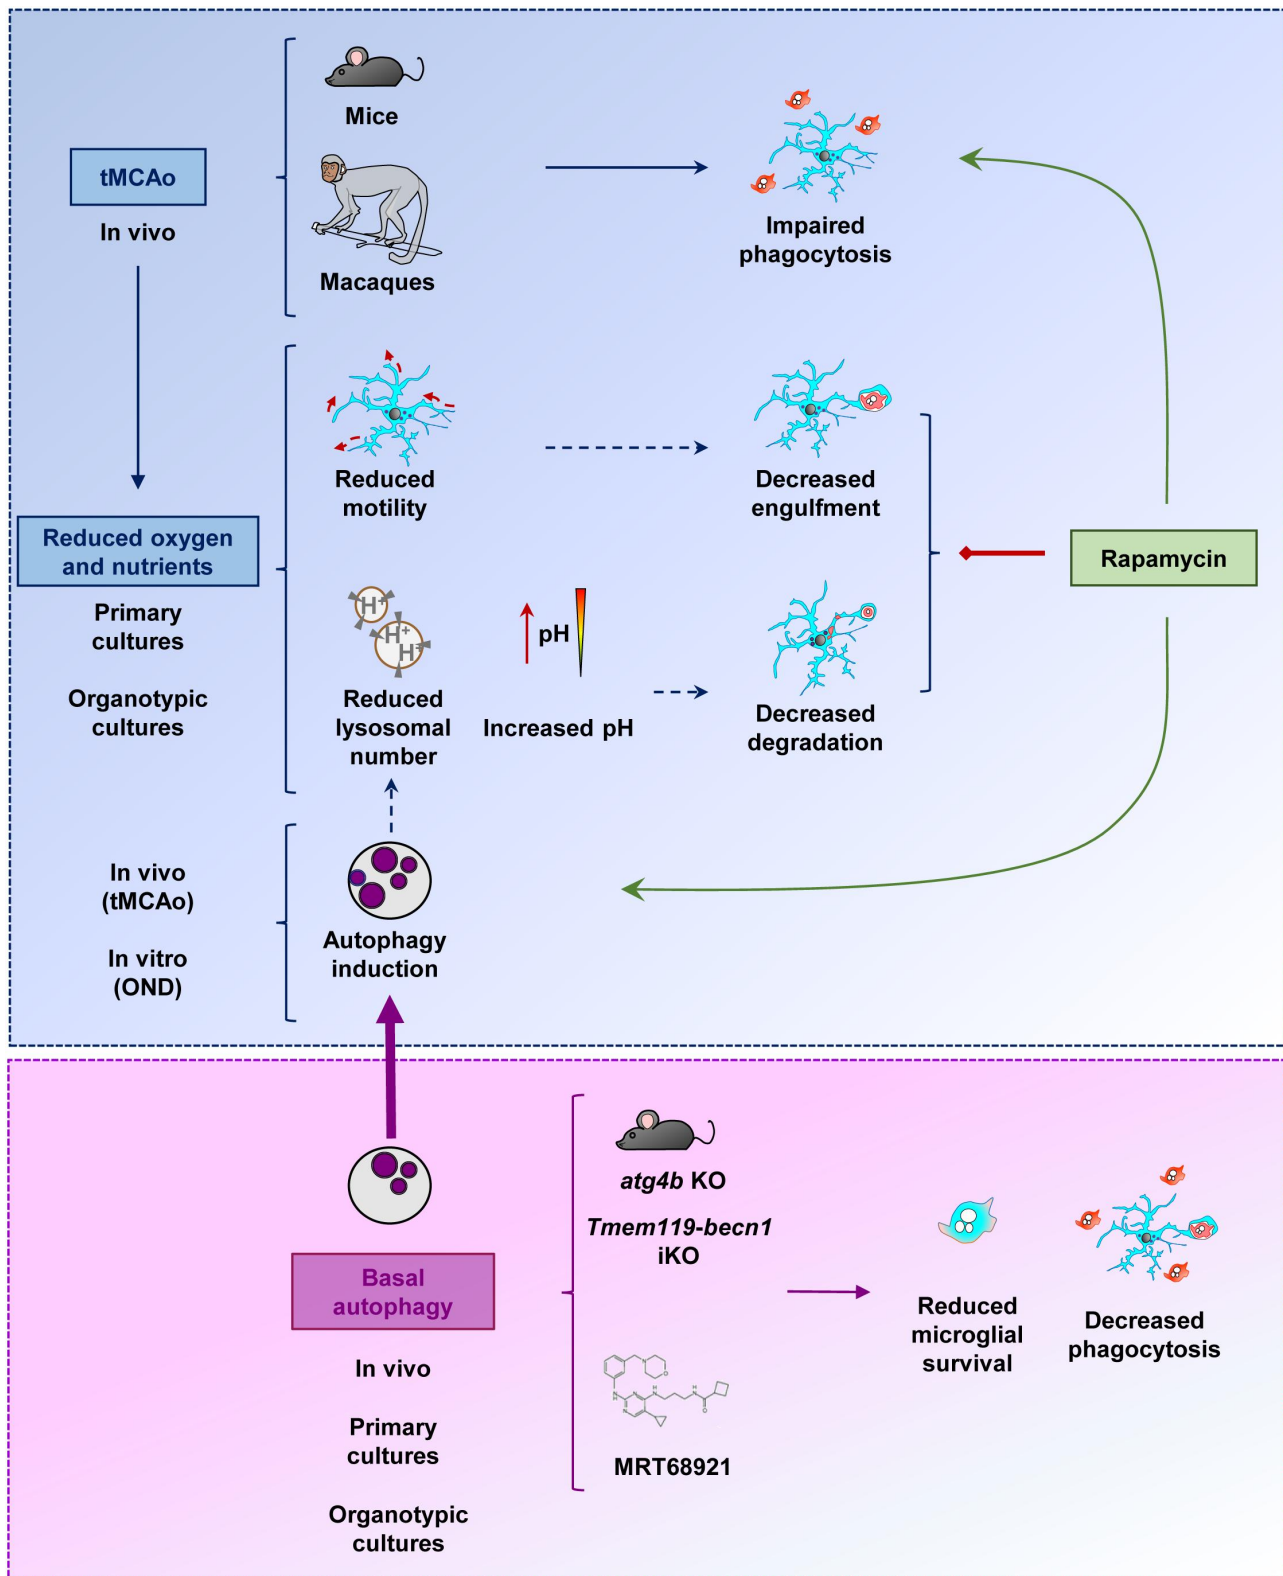 tMCAo
In vivo
Mice
Macaques
Impaired
phagocytosis
Reduced oxygen
and nutrients
Primary
cultures
Organotypic
cultures
Reduced
motility
Decreased
engulfment
H+
H+
H+
pH
Reduced
lysosomal
number
Increased pH
Decreased
degradation
Rapamycin
In vivo
(tMCAo)
In vitro
(OND)
Autophagy
induction
Basal
autophagy
In vivo
Primary
cultures
Organotypic
cultures
atg4b KO
Tmem119-becn1
iKO
MRT68921
Reduced
microglial
survival
Decreased
phagocytosis